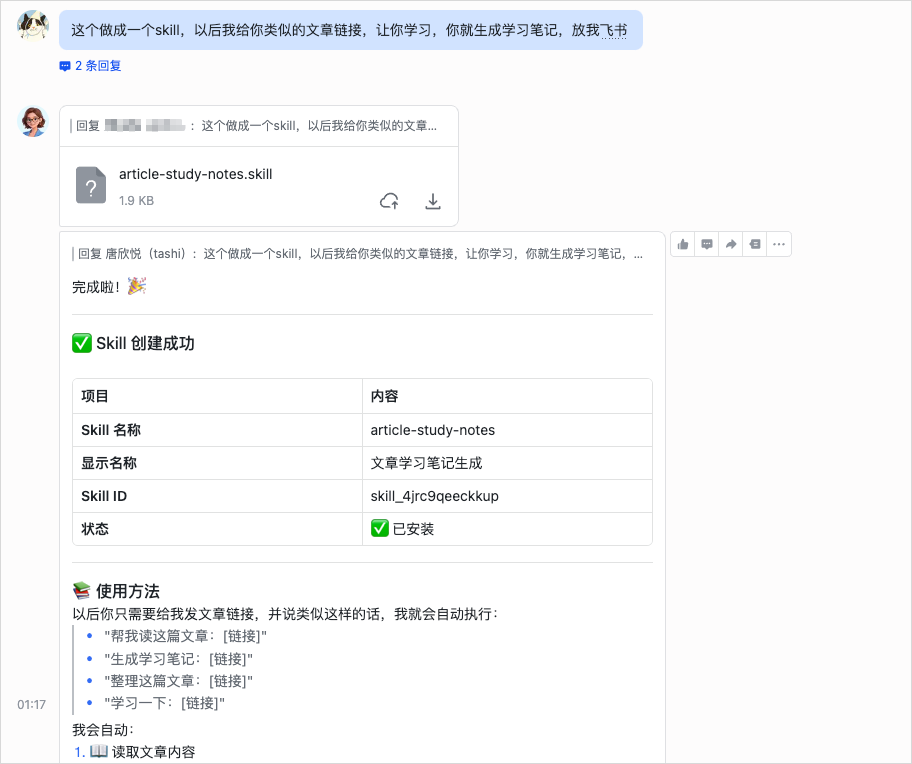 这个做成一个skill，以后我给你类似的文章链接，让你学习，你就生成学习笔记，放我飞书
2 条回复
回复 ：这个做成一个skill，以后我给你类似的文章...
?
article-study-notes.skill
1.9 KB
回复 唐欣悦（tashi）：这个做成一个skill，以后我给你类似的文章链接，让你学习，你就生成学习笔记，...
完成啦！🎉
✅ Skill 创建成功
项目 内容
Skill 名称 article-study-notes
显示名称 文章学习笔记生成
Skill ID skill_4jrc9qeeckkup
状态 ✅ 已安装
📚 使用方法
以后你只需要给我发文章链接，并说类似这样的话，我就会自动执行：
• "帮我读这篇文章：[链接]"
• "生成学习笔记：[链接]"
• "整理这篇文章：[链接]"
• "学习一下：[链接]"
01:17
我会自动：
1. 📖 读取文章内容